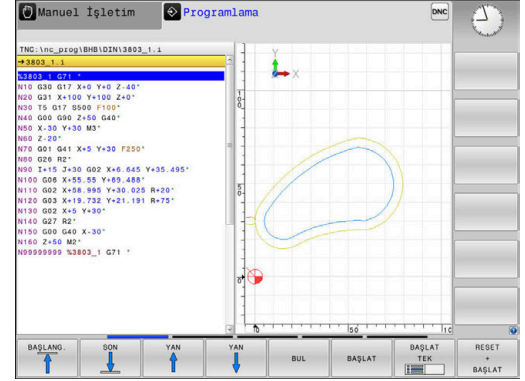 Manuel İşletim
Programlama
DNC
TNC:\nc_prog\BHB\DIN\3803_1.i
→3803_1.i
%3803_1 G71 *
N10 G30 G17 X+0 Y+0 Z-40*
N20 G31 X+100 Y+100 Z+0*
N30 T5 G17 S500 F100*
N40 G00 G90 Z+50 G40*
N50 X-30 Y+30 M3*
N60 Z-20*
N70 G01 G41 X+5 Y+30 F250*
N80 G26 R2*
N90 I+15 J+30 G02 X+6.645 Y+35.495*
N100 G06 X+55.55 Y+69.488*
N110 G02 X+58.995 Y+30.025 R+20*
N120 G03 X+19.732 Y+21.191 R+75*
N130 G02 X+5 Y+30*
N140 G27 R2*
N150 G00 G40 X-30*
N160 Z+50 M2*
N99999999 %3803_1 G71 *
Y
X
BAŞLANG.
SON
YAN
YAN
BUL
BAŞLAT
BAŞLAT
TEK
RESET
+
BAŞLAT